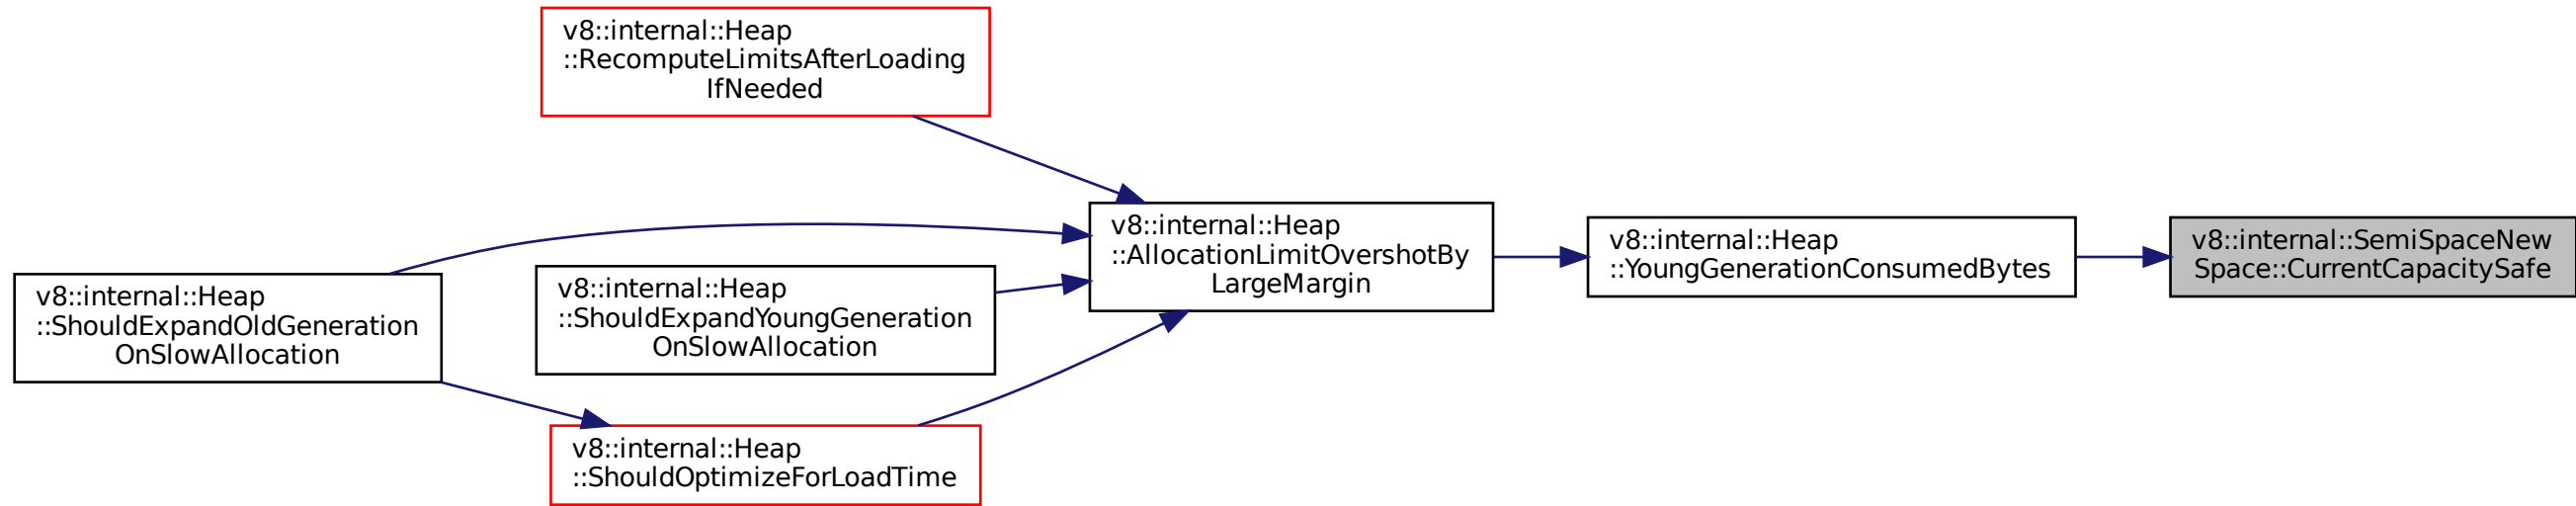 v8::internal::Heap
::RecomputeLimitsAfterLoading
IfNeeded
v8::internal::Heap
::ShouldExpandOldGeneration
OnSlowAllocation
v8::internal::Heap
::ShouldExpandYoungGeneration
OnSlowAllocation
v8::internal::Heap
::ShouldOptimizeForLoadTime
v8::internal::Heap
::AllocationLimitOvershotBy
LargeMargin
v8::internal::Heap
::YoungGenerationConsumedBytes
v8::internal::SemiSpaceNew
Space::CurrentCapacitySafe